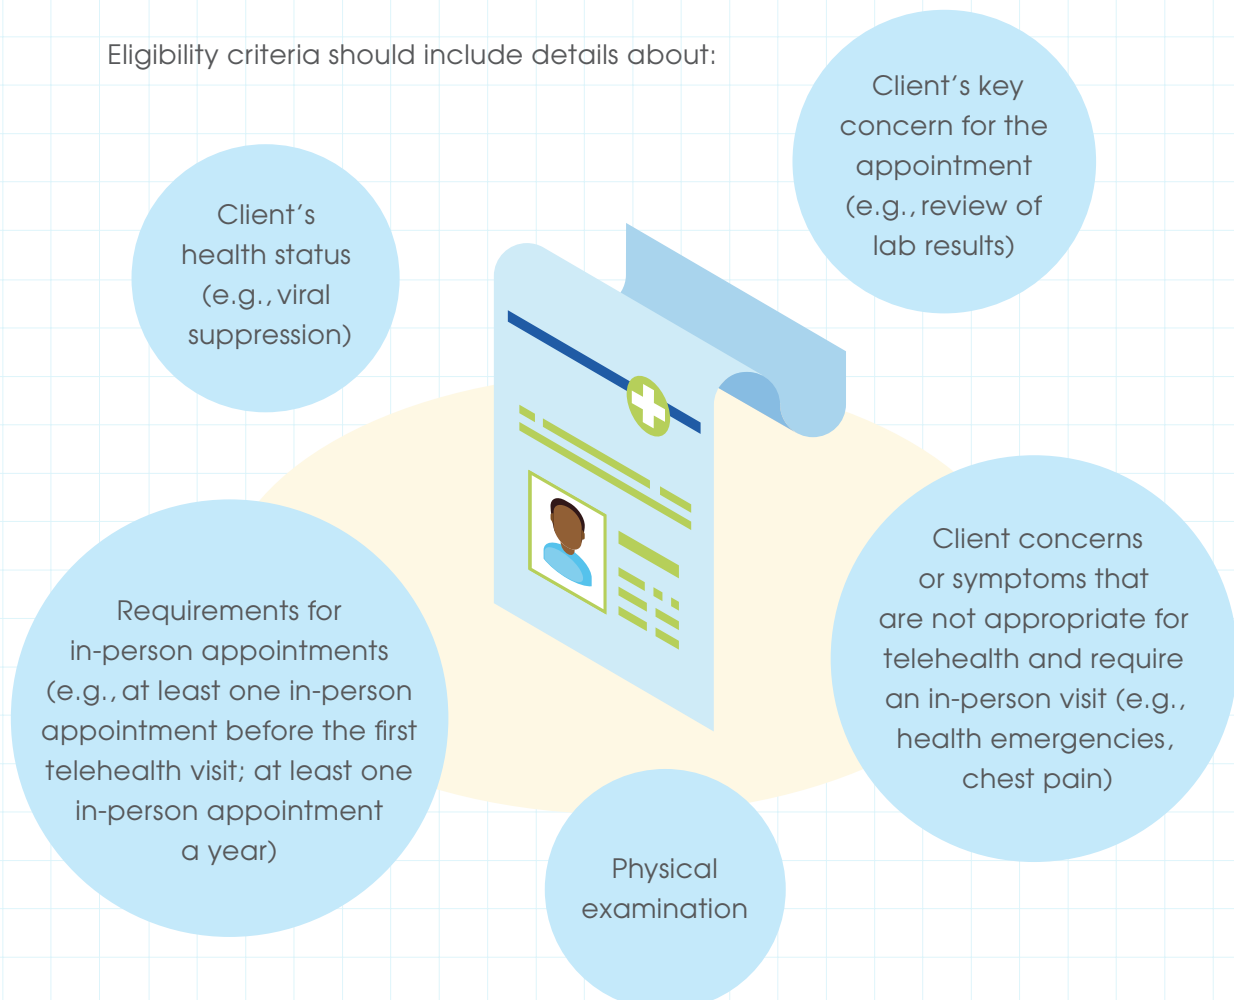 Eligibility criteria should include details about:
Client’s key
concern for the
appointment
(e.g., review of
lab results)
Client’s
health status
(e.g., viral
suppression)
Client concerns
or symptoms that
are not appropriate for
telehealth and require
an in-person visit (e.g.,
health emergencies,
chest pain)
Requirements for
in-person appointments
(e.g., at least one in-person
appointment before the first
telehealth visit; at least one
in-person appointment
a year)
Physical
examination